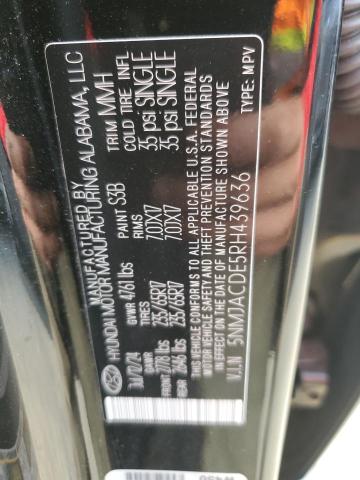 MANUFACTURED BY
HYUNDAI MOTOR MANUFACTURING ALABAMA, LLC
GVWR 4761 lbs PAINT S3B TRIM MMH
GAWR TIRES RIMS COLD TIRE INFL
FRONT 2778 lbs 235/65R17 7.0JX17 35 psi SINGLE
REAR 2646 lbs 235/65R17 7.0JX17 35 psi SINGLE
THIS VEHICLE CONFORMS TO ALL APPLICABLE U.S.A. FEDERAL
MOTOR VEHICLE SAFETY STANDARDS IN
EFFECT ON THE DATE OF MANUFACTURE SHOWN ABOVE
V.I.N 5NMJACDE5RH439636 TYPE: MPV